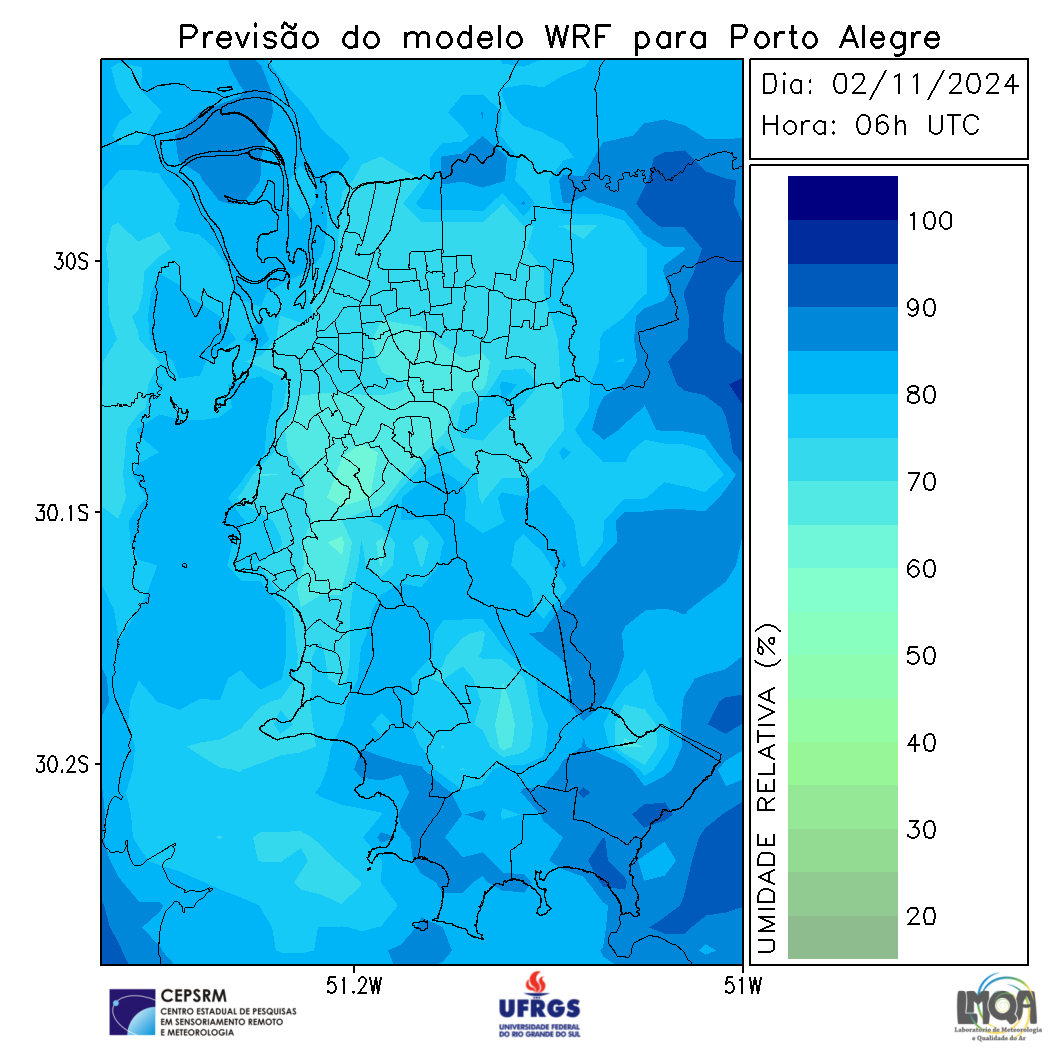 Previsão do modelo WRF para Porto Alegre
Dia: 02/11/2024
Hora: 06h UTC
30S
30.1S
30.2S
51.2W
51W
100
90
80
70
60
50
40
30
20
UMIDADE RELATIVA (%)
CEPSRM
CENTRO ESTADUAL DE PESQUISAS
EM SENSORIAMENTO REMOTO
E METEOROLOGIA
UFRGS
UNIVERSIDADE FEDERAL
DO RIO GRANDE DO SUL
LMQA
Laboratório de Meteorologia
e Qualidade do Ar